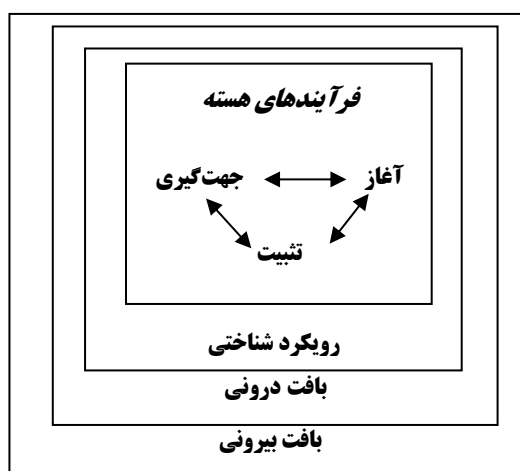 فرآیندهای هسته
آغاز جهت‌گیری
تثبیت
رویکرد شناختی
بافت درونی
بافت بیرونی